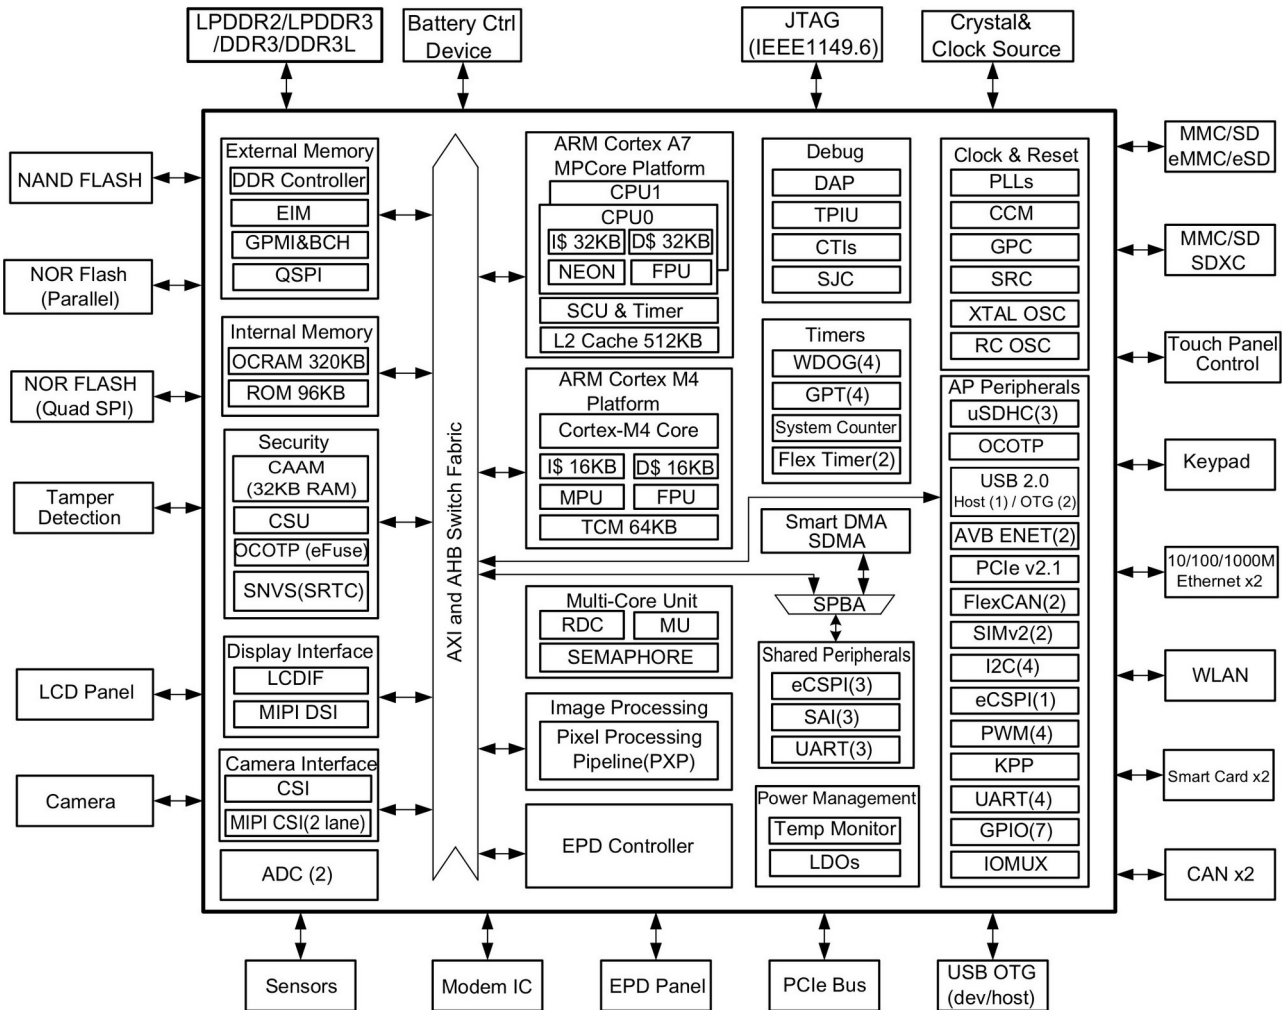 LPDDR2/LPDDR3
/DDR3/DDR3L
Battery Ctrl
Device
JTAG
(IEEE1149.6)
Crystal&
Clock Source
NAND FLASH
NOR Flash
(Parallel)
NOR FLASH
(Quad SPI)
Tamper
Detection
LCD Panel
Camera
External Memory
DDR Controller
EIM
GPMI&BCH
QSPI
Internal Memory
OCRAM 320KB
ROM 96KB
Security
CAAM
(32KB RAM)
CSU
OCOTP (eFuse)
SNVS(SRTC)
Display Interface
LCDIF
MIPI DSI
Camera Interface
CSI
MIPI CSI(2 lane)
ADC (2)
AXI and AHB Switch Fabric
ARM Cortex A7
MPCore Platform
CPU1
CPU0
I$ 32KB
D$ 32KB
NEON
FPU
SCU & Timer
L2 Cache 512KB
ARM Cortex M4
Platform
Cortex-M4 Core
I$ 16KB
D$ 16KB
MPU
FPU
TCM 64KB
Multi-Core Unit
RDC
MU
SEMAPHORE
Image Processing
Pixel Processing
Pipeline(PXP)
EPD Controller
Debug
DAP
TPIU
CTIs
SJC
Timers
WDOG(4)
GPT(4)
System Counter
Flex Timer(2)
Smart DMA
SDMA
SPBA
Shared Peripherals
eCSPI(3)
SAI(3)
UART(3)
Power Management
Temp Monitor
LDOs
Clock & Reset
PLLs
CCM
GPC
SRC
XTAL OSC
RC OSC
AP Peripherals
uSDHC(3)
OCOTP
USB 2.0
Host (1) / OTG (2)
AVB ENET(2)
PCIe v2.1
FlexCAN(2)
SIMv2(2)
I2C(4)
eCSPI(1)
PWM(4)
KPP
UART(4)
GPIO(7)
IOMUX
MMC/SD
eMMC/eSD
MMC/SD
SDXC
Touch Panel
Control
Keypad
10/100/1000M
Ethernet x2
WLAN
Smart Card x2
CAN x2
Sensors
Modem IC
EPD Panel
PCIe Bus
USB OTG
(dev/host)